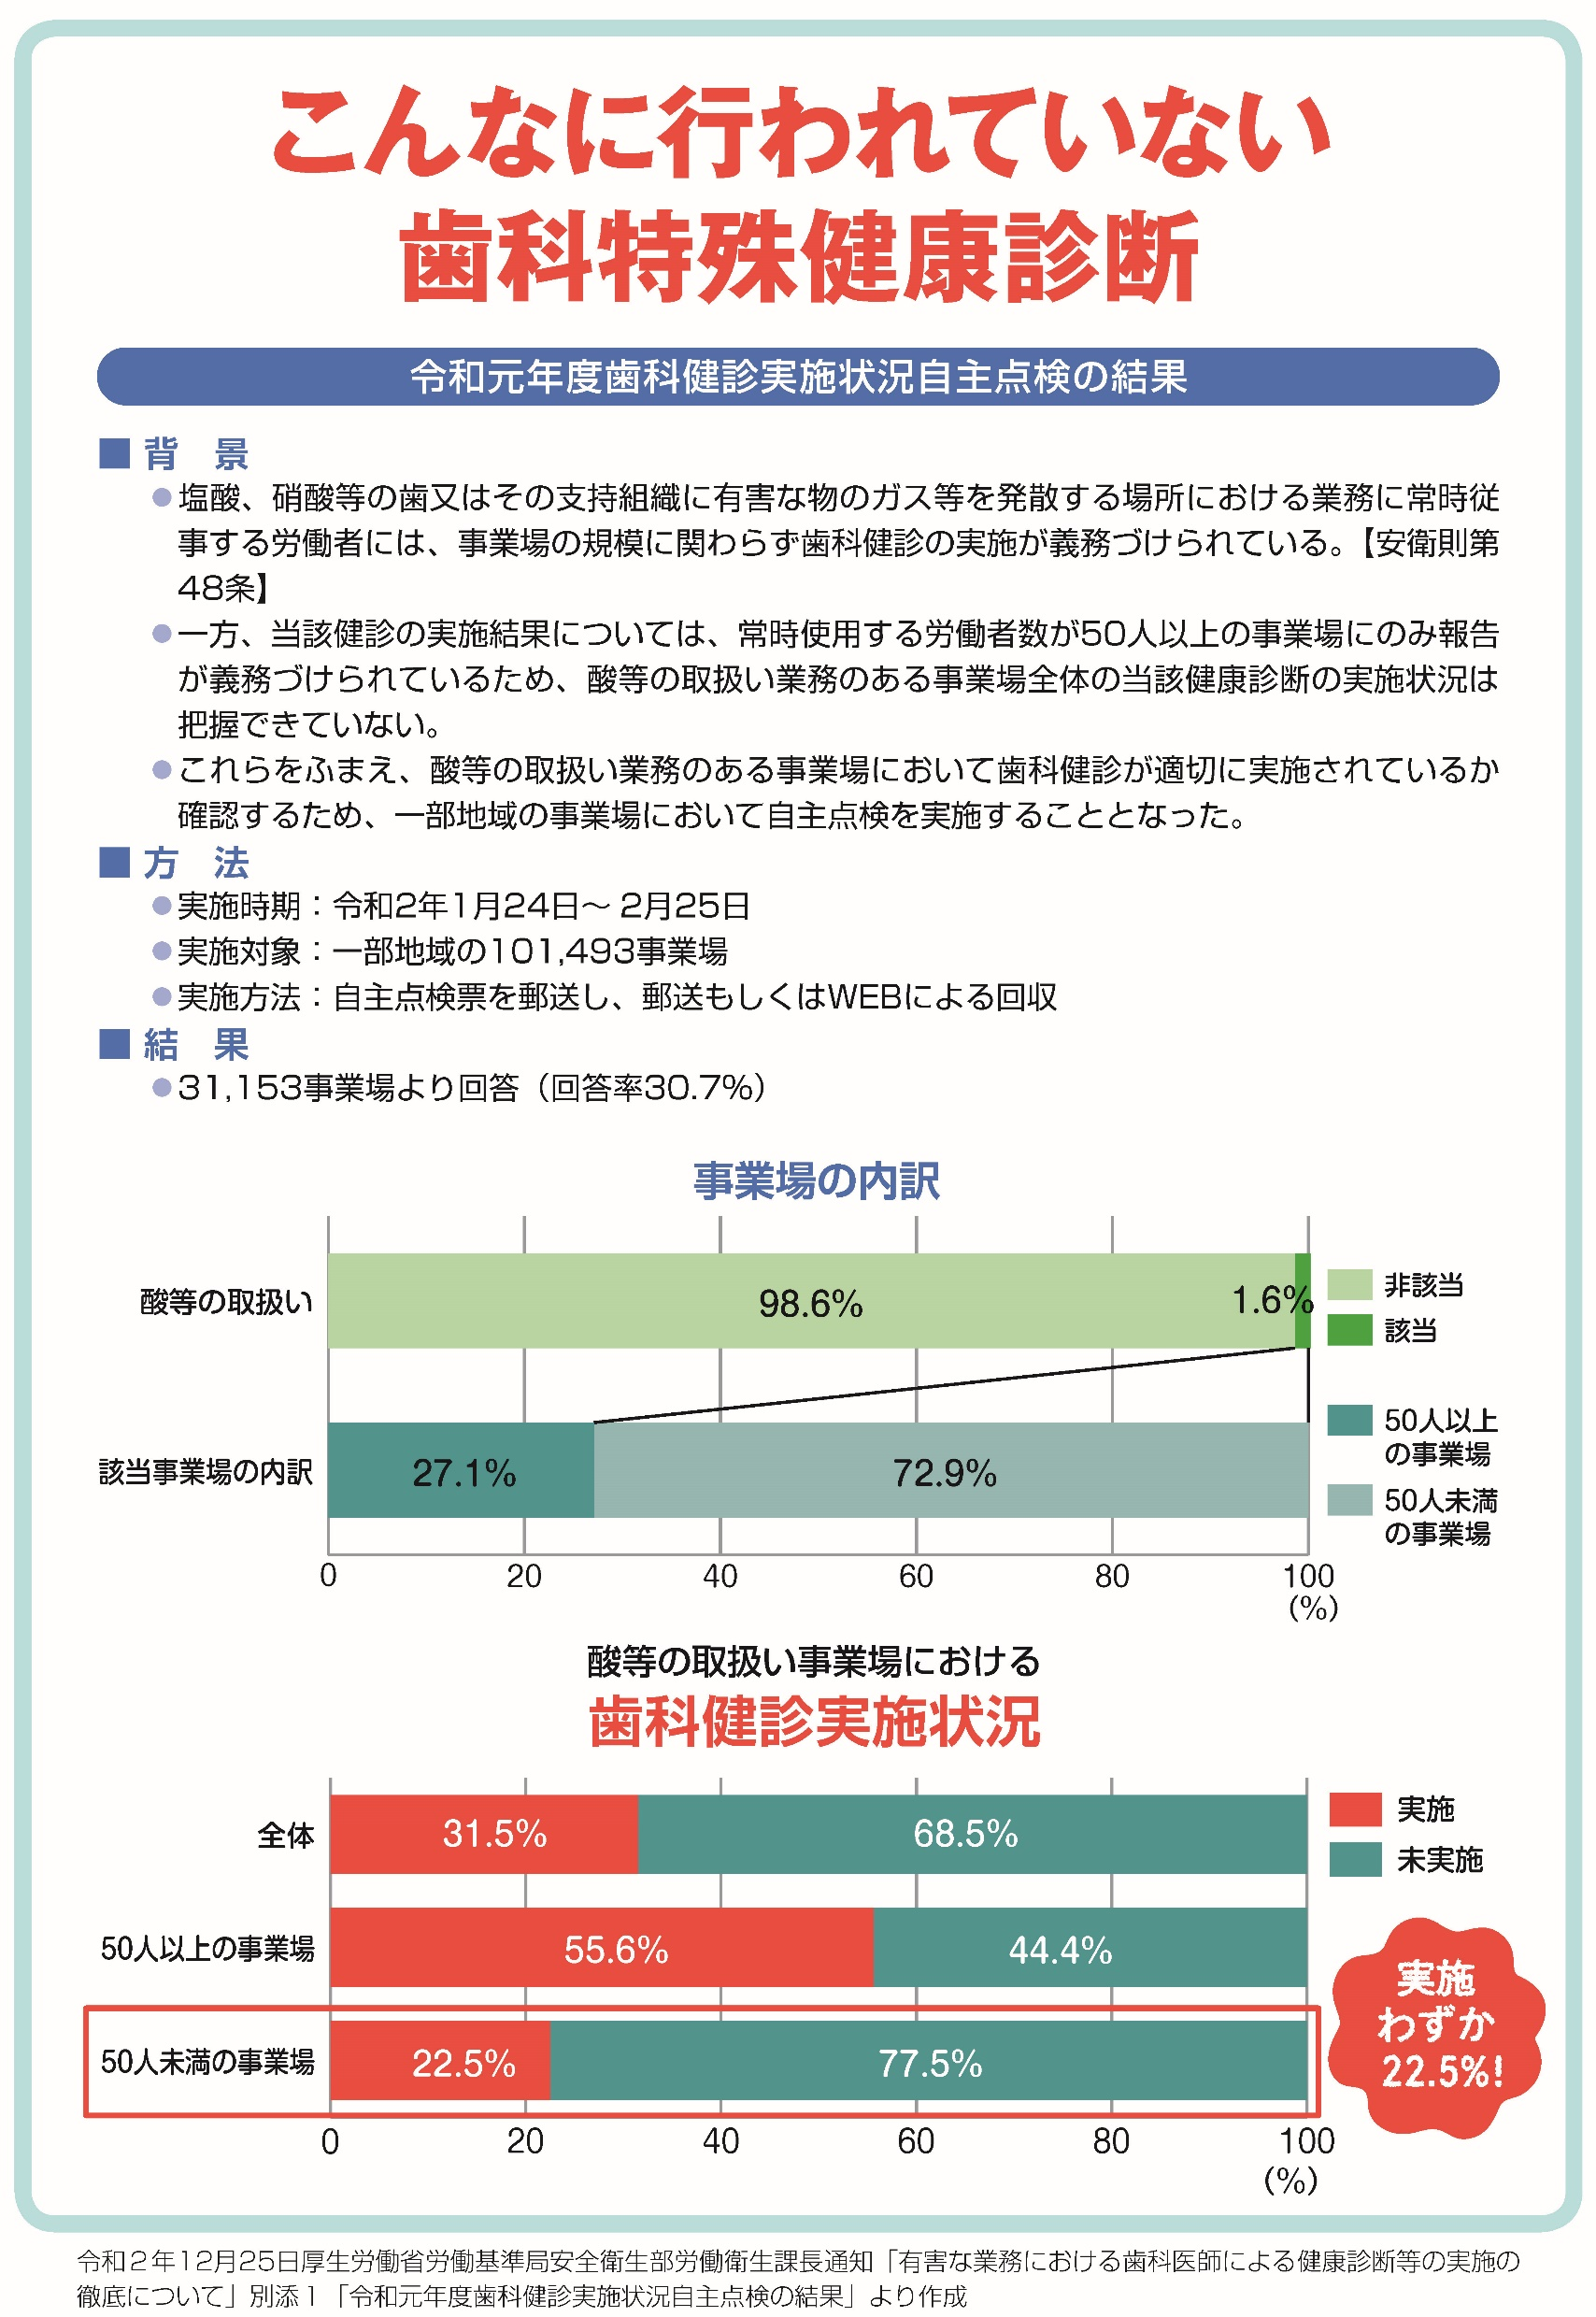 こんなに行われていない
歯科特殊健康診断
令和元年度歯科健診実施状況自主点検の結果
■ 背　景
●塩酸、硝酸等の歯又はその支持組織に有害な物のガス等を発散する場所における業務に常時従
事する労働者には、事業場の規模に関わらず歯科健診の実施が義務づけられている。【安衛則第
48条】
●一方、当該健診の実施結果については、常時使用する労働者数が50人以上の事業場にのみ報告
が義務づけられているため、酸等の取扱い業務のある事業場全体の当該健康診断の実施状況は
把握できていない。
●これらをふまえ、酸等の取扱い業務のある事業場において歯科健診が適切に実施されているか
確認するため、一部地域の事業場において自主点検を実施することとなった。
■ 方　法
●実施時期：令和2年1月24日〜 2月25日
●実施対象：一部地域の101,493事業場
●実施方法：自主点検票を郵送し、郵送もしくはWEBによる回収
■ 結　果
●31,153事業場より回答（回答率30.7%）
事業場の内訳
酸等の取扱い 98.6% 1.6%
非該当
該当
該当事業場の内訳 27.1% 72.9%
50人以上
の事業場
50人未満
の事業場
0 20 40 60 80 100
(%)
酸等の取扱い事業場における
歯科健診実施状況
全体 31.5% 68.5%
実施
未実施
50人以上の事業場 55.6% 44.4%
50人未満の事業場 22.5% 77.5%
実施
わずか
22.5%!
0 20 40 60 80 100
(%)
令和２年12月25日厚生労働省労働基準局安全衛生部労働衛生課長通知「有害な業務における歯科医師による健康診断等の実施の
徹底について」別添１「令和元年度歯科健診実施状況自主点検の結果」より作成